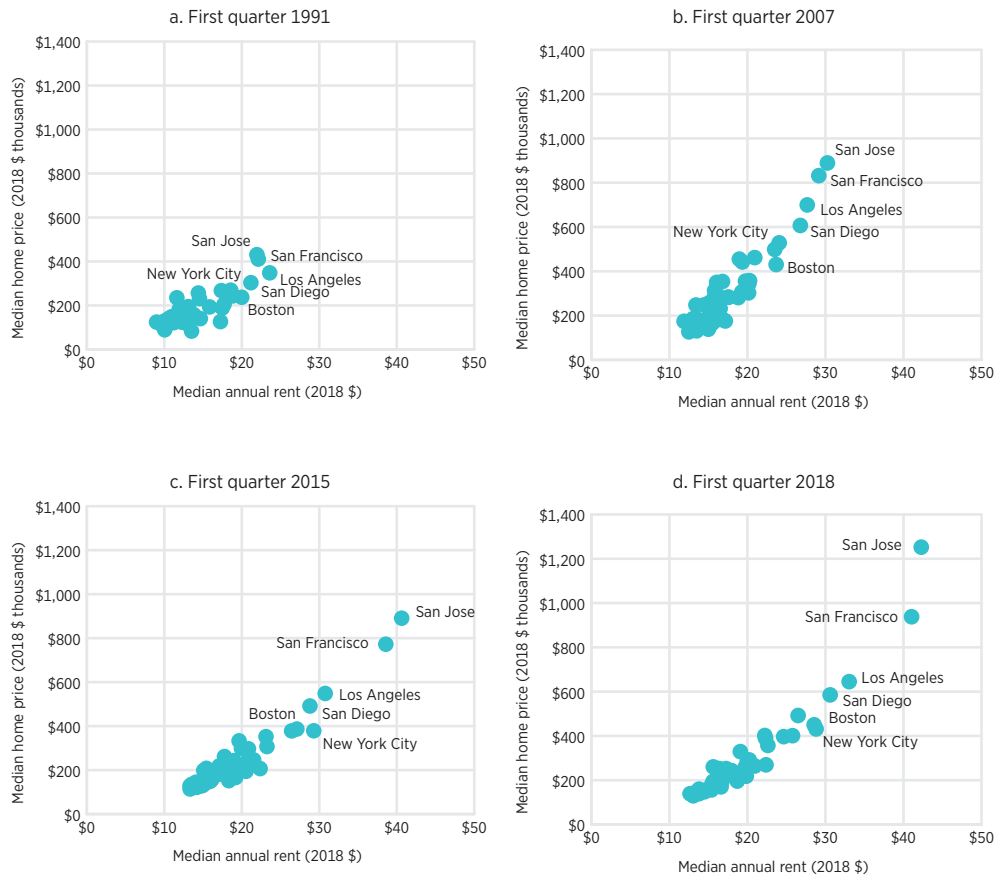 a. First quarter 1991
Median home price (2018 $ thousands)
$1,400
$1,200
$1,000
$800
$600
$400
$200
$0
San Jose
San Francisco
New York City
Los Angeles
San Diego
Boston
$0 $10 $20 $30 $40 $50
Median annual rent (2018 $)
b. First quarter 2007
Median home price (2018 $ thousands)
$1,400
$1,200
$1,000
$800
$600
$400
$200
$0
San Jose
San Francisco
Los Angeles
New York City
San Diego
Boston
$0 $10 $20 $30 $40 $50
Median annual rent (2018 $)
c. First quarter 2015
Median home price (2018 $ thousands)
$1,400
$1,200
$1,000
$800
$600
$400
$200
$0
San Jose
San Francisco
Los Angeles
Boston
San Diego
New York City
$0 $10 $20 $30 $40 $50
Median annual rent (2018 $)
d. First quarter 2018
Median home price (2018 $ thousands)
$1,400
$1,200
$1,000
$800
$600
$400
$200
$0
San Jose
San Francisco
Los Angeles
San Diego
Boston
New York City
$0 $10 $20 $30 $40 $50
Median annual rent (2018 $)